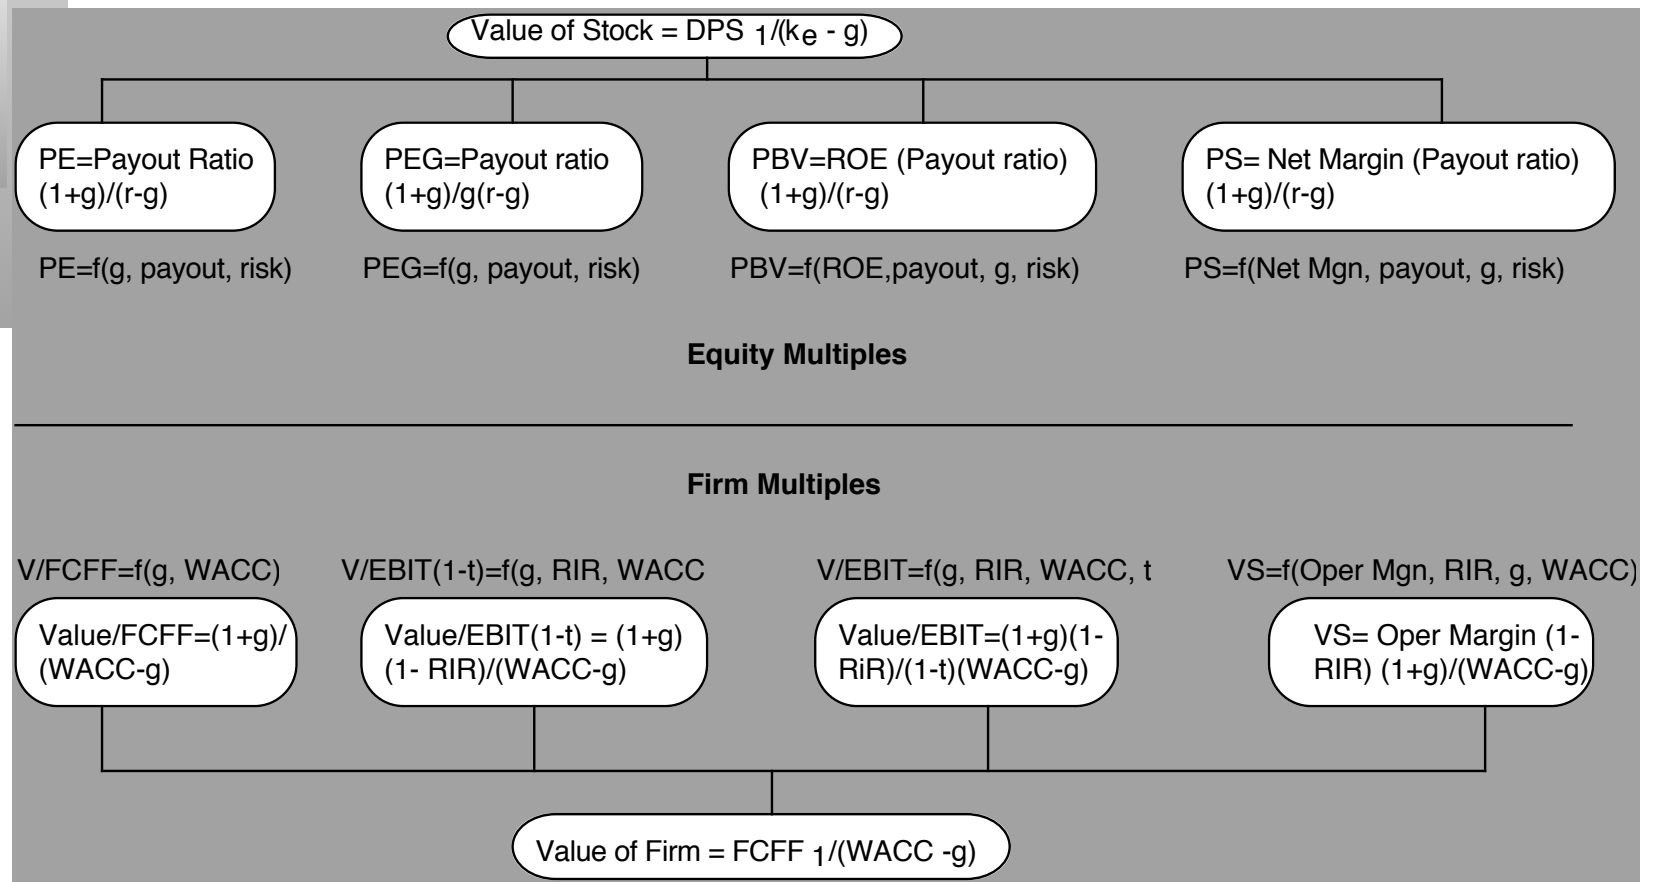 Value of Stock = DPS 1/(ke - g)
PE=Payout Ratio
(1+g)/(r-g)
PEG=Payout ratio
(1+g)/g(r-g)
PBV=ROE (Payout ratio)
(1+g)/(r-g)
PS= Net Margin (Payout ratio)
(1+g)/(r-g)
PE=f(g, payout, risk)
PEG=f(g, payout, risk)
PBV=f(ROE,payout, g, risk)
PS=f(Net Mgn, payout, g, risk)
Equity Multiples
Firm Multiples
V/FCFF=f(g, WACC)
V/EBIT(1-t)=f(g, RIR, WACC
V/EBIT=f(g, RIR, WACC, t
VS=f(Oper Mgn, RIR, g, WACC)
Value/FCFF=(1+g)/
(WACC-g)
Value/EBIT(1-t) = (1+g)
(1- RIR)/(WACC-g)
Value/EBIT=(1+g)(1-
RiR)/(1-t)(WACC-g)
VS= Oper Margin (1-
RIR) (1+g)/(WACC-g)
Value of Firm = FCFF 1/(WACC -g)